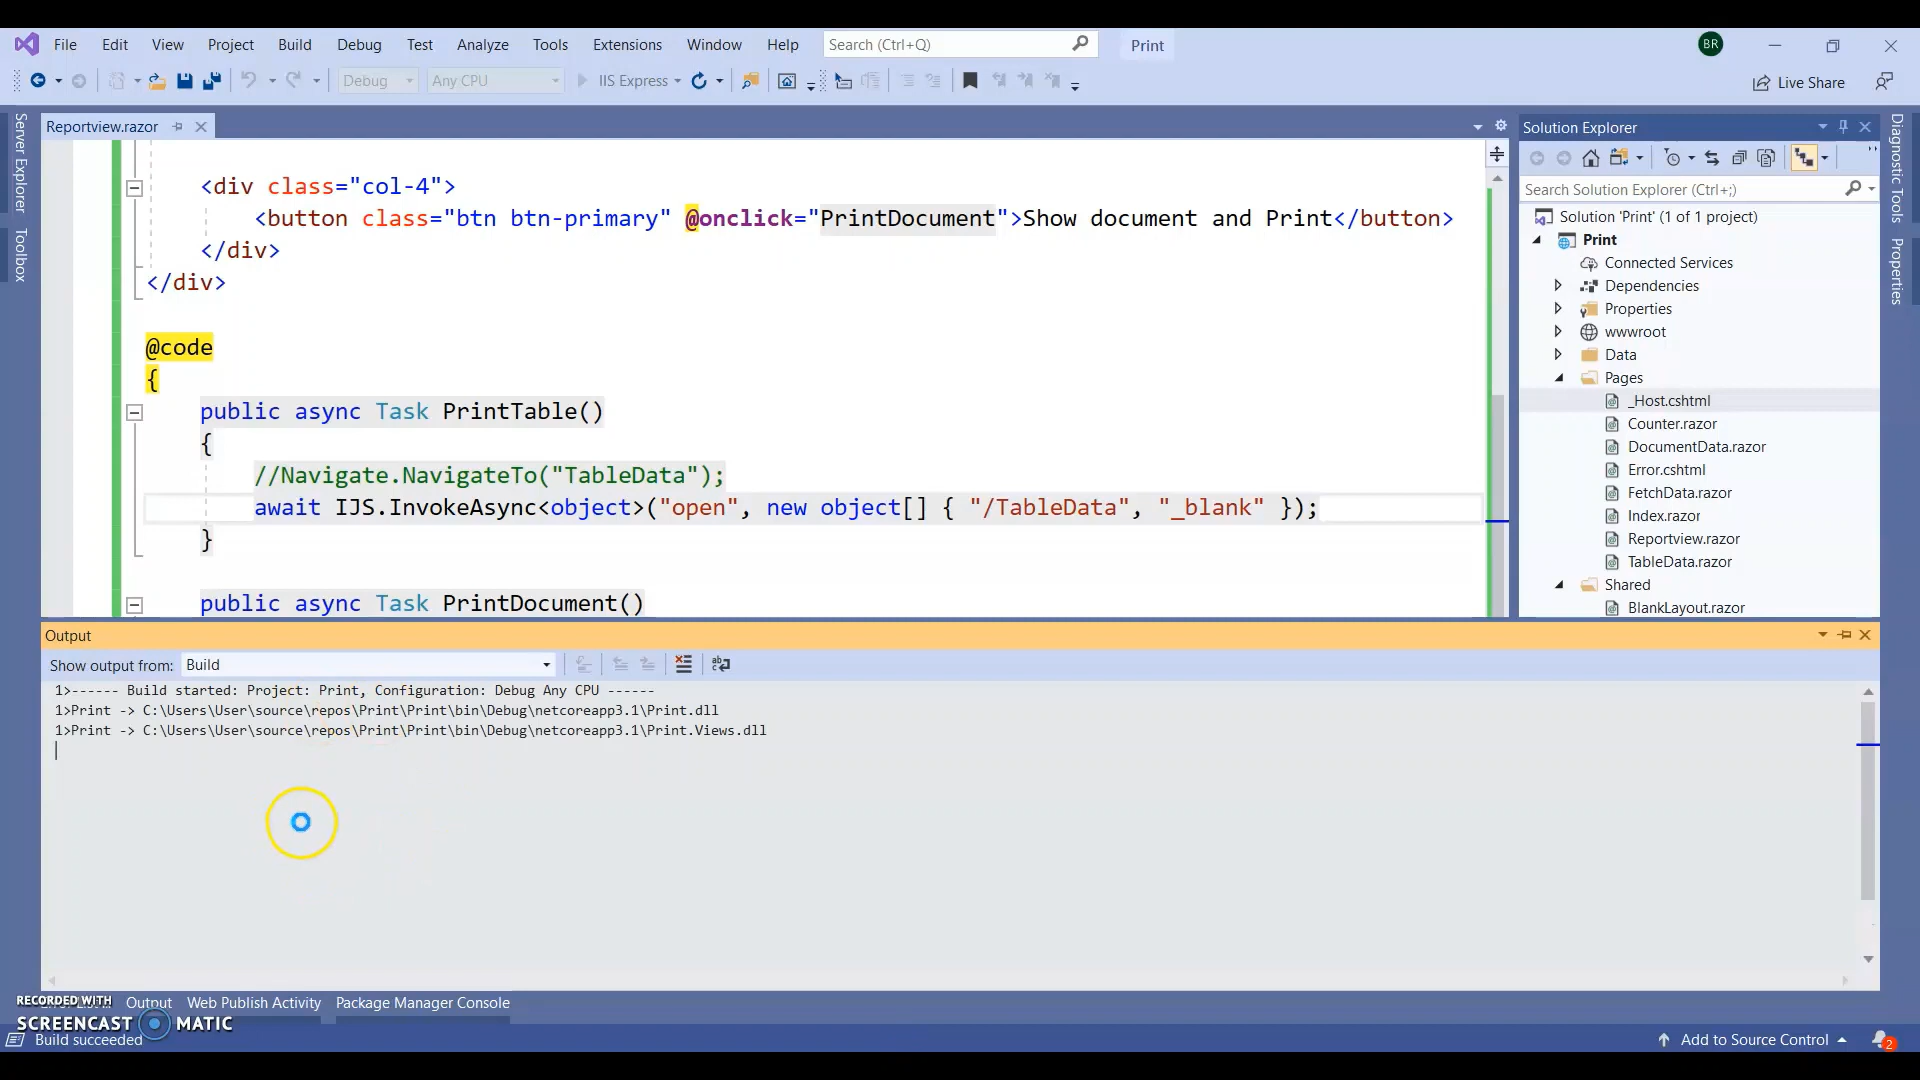 File Edit View Project Build Debug Test Analyze Tools Extensions Window Help Search (Ctrl+Q) Print BR
Debug Any CPU IIS Express Live Share
Server Explorer
Toolbox
Reportview.razor
<div class="col-4">
<button class="btn btn-primary" @onclick="PrintDocument">Show document and Print</button>
</div>
</div>
@code
{
public async Task PrintTable()
{
//Navigate.NavigateTo("TableData");
await IJS.InvokeAsync<object>("open", new object[] { "/TableData", "_blank" });
}
public async Task PrintDocument()
Solution Explorer
Search Solution Explorer (Ctrl+;)
Solution 'Print' (1 of 1 project)
Print
Connected Services
Dependencies
Properties
wwwroot
Data
Pages
_Host.cshtml
Counter.razor
DocumentData.razor
Error.cshtml
FetchData.razor
Index.razor
Reportview.razor
TableData.razor
Shared
BlankLayout.razor
Diagnostic Tools
Properties
Output
Show output from: Build
1>------ Build started: Project: Print, Configuration: Debug Any CPU ------
1>Print -> C:\Users\User\source\repos\Print\Print\bin\Debug\netcoreapp3.1\Print.dll
1>Print -> C:\Users\User\source\repos\Print\Print\bin\Debug\netcoreapp3.1\Print.Views.dll
Output Web Publish Activity Package Manager Console
RECORDED WITH
SCREENCAST MATIC
Build succeeded
Add to Source Control 2